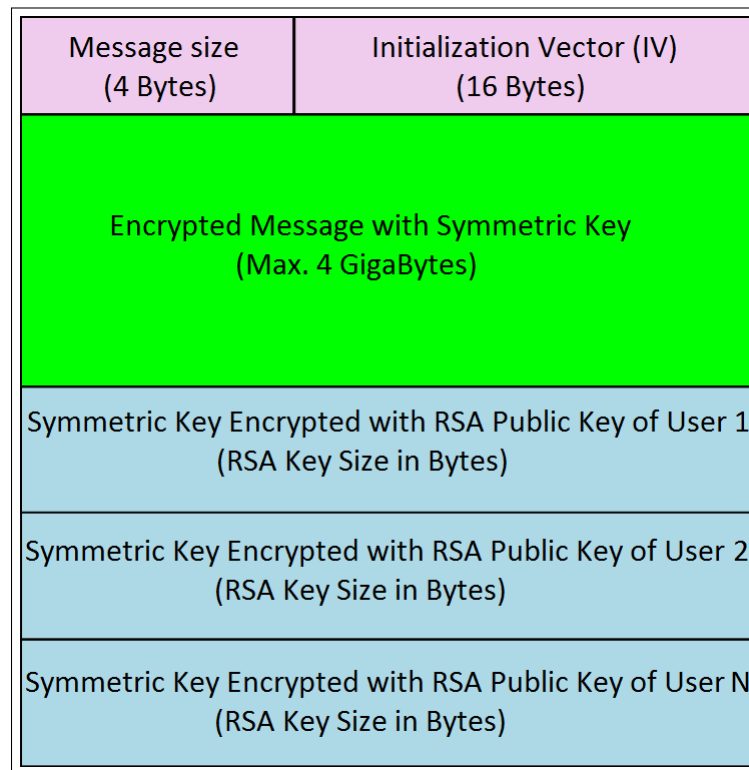 Message size
(4 Bytes)
Initialization Vector (IV)
(16 Bytes)
Encrypted Message with Symmetric Key
(Max. 4 GigaBytes)
Symmetric Key Encrypted with RSA Public Key of User 1
(RSA Key Size in Bytes)
Symmetric Key Encrypted with RSA Public Key of User 2
(RSA Key Size in Bytes)
Symmetric Key Encrypted with RSA Public Key of User N
(RSA Key Size in Bytes)